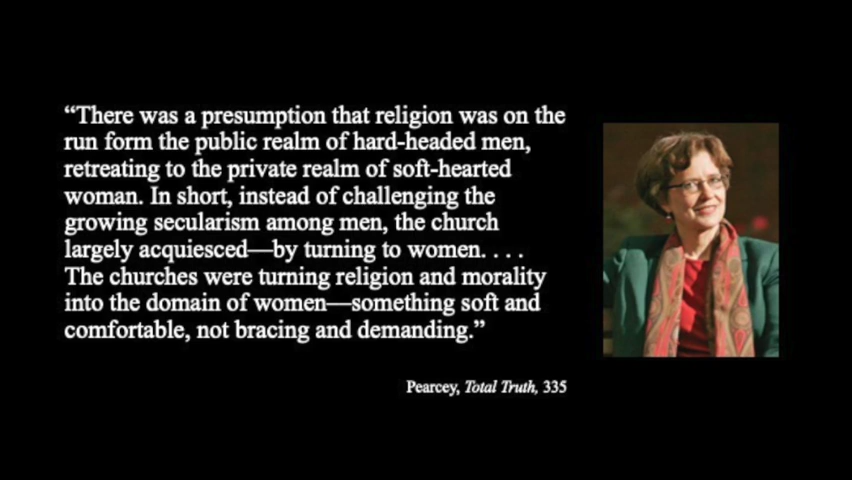 “There was a presumption that religion was on the
run form the public realm of hard-headed men,
retreating to the private realm of soft-hearted
woman. In short, instead of challenging the
growing secularism among men, the church
largely acquiesced—by turning to women. . . .
The churches were turning religion and morality
into the domain of women—something soft and
comfortable, not bracing and demanding.”
Pearcey, Total Truth, 335